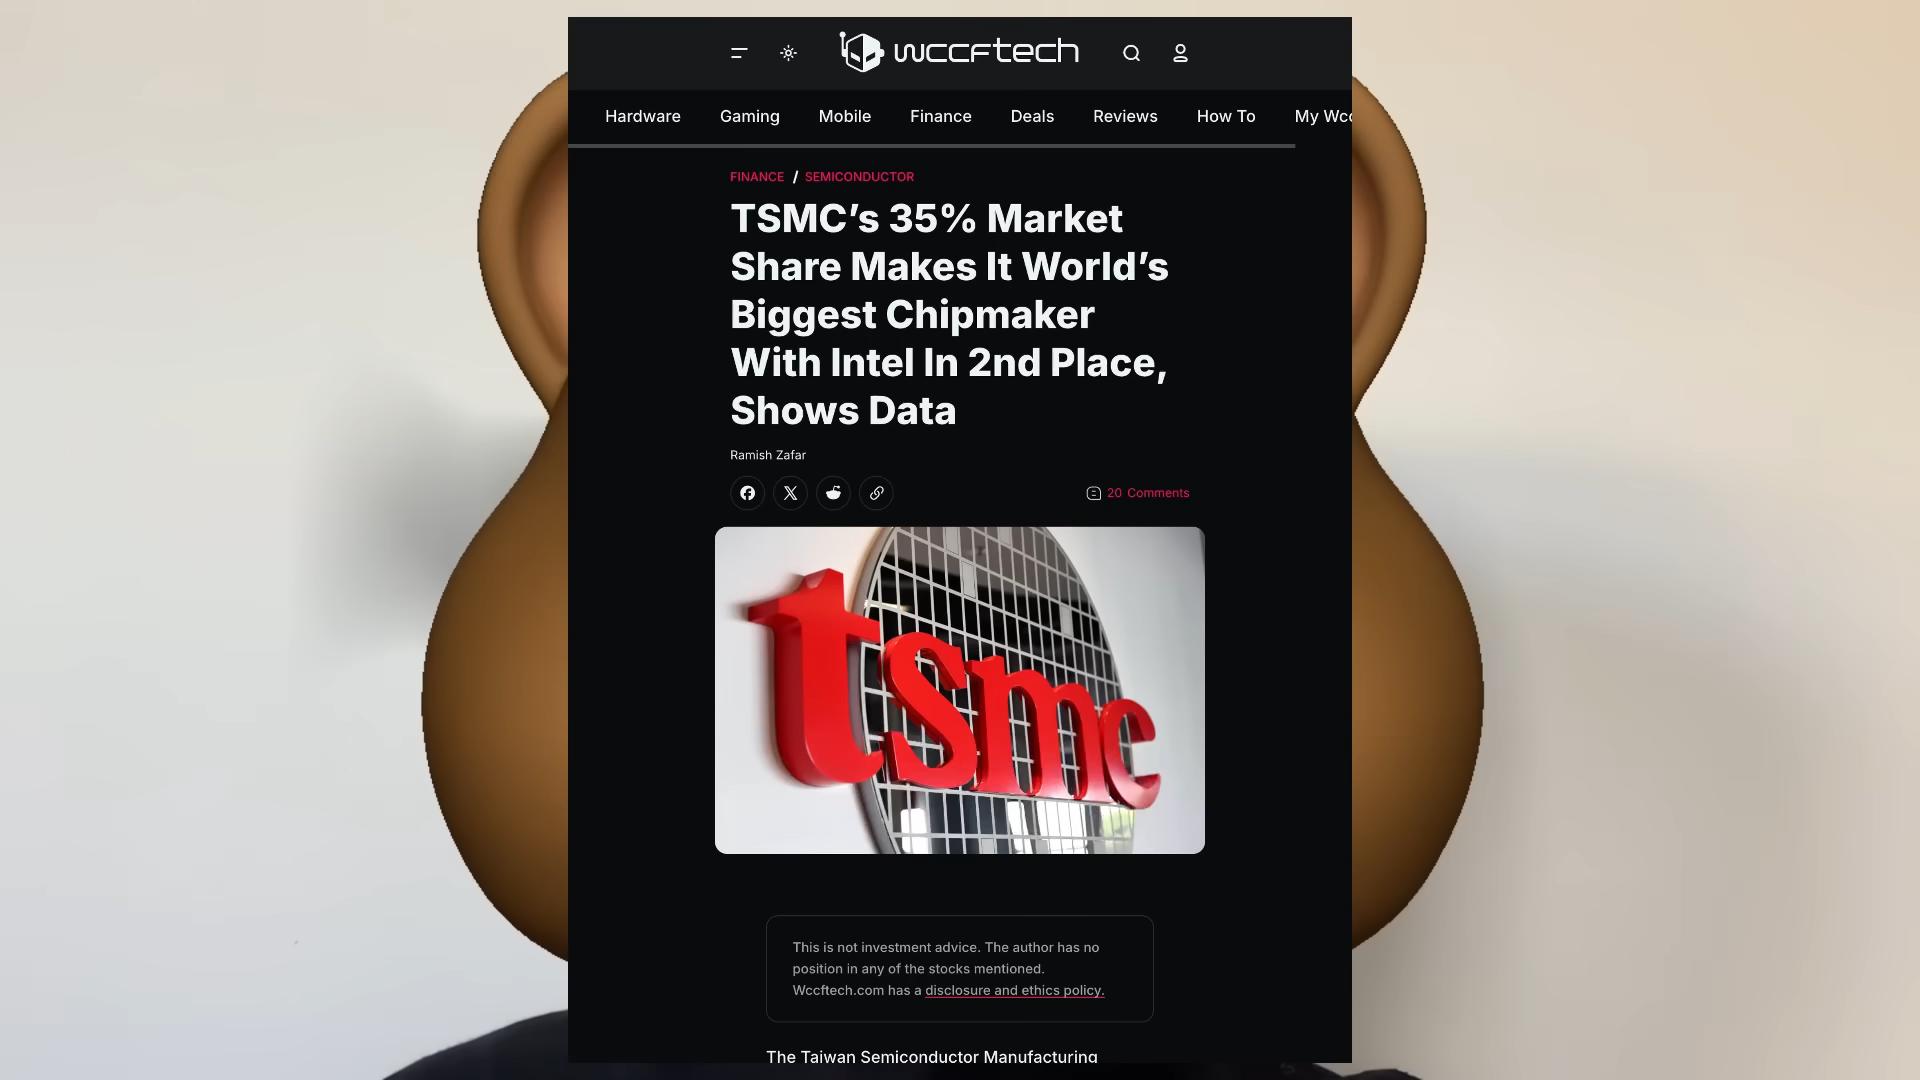 wccftech
Hardware Gaming Mobile Finance Deals Reviews How To My Wcc
FINANCE / SEMICONDUCTOR
TSMC’s 35% Market
Share Makes It World’s
Biggest Chipmaker
With Intel In 2nd Place,
Shows Data
Ramish Zafar
20 Comments
tsmc
This is not investment advice. The author has no
position in any of the stocks mentioned.
Wccftech.com has a disclosure and ethics policy.
The Taiwan Semiconductor Manufacturing